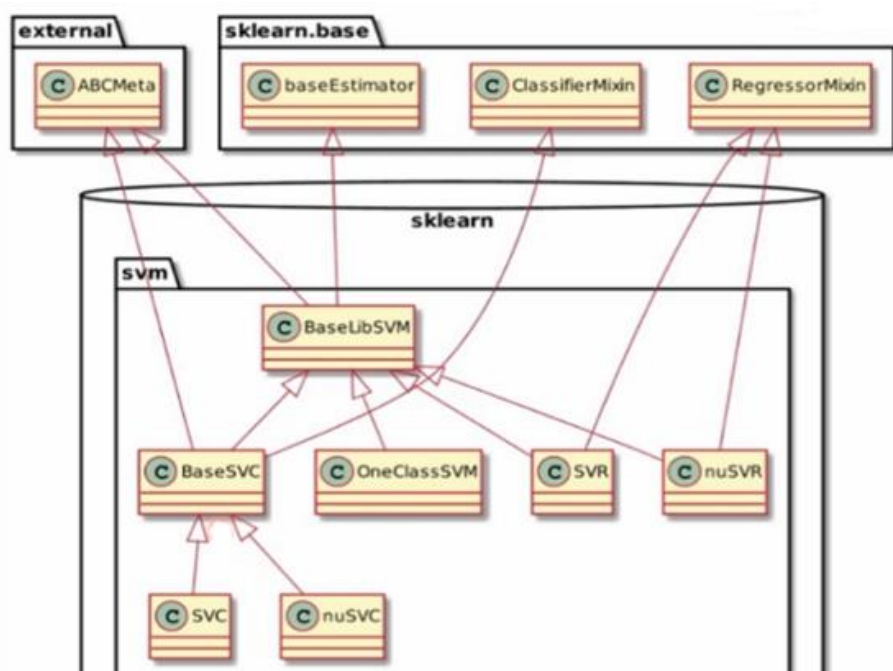 external
sklearn.base
C ABCMeta
C baseEstimator
C ClassifierMixin
C RegressorMixin
sklearn
svm
C BaseLibSVM
C BaseSVC
C OneClassSVM
C SVR
C nuSVR
C SVC
C nuSVC